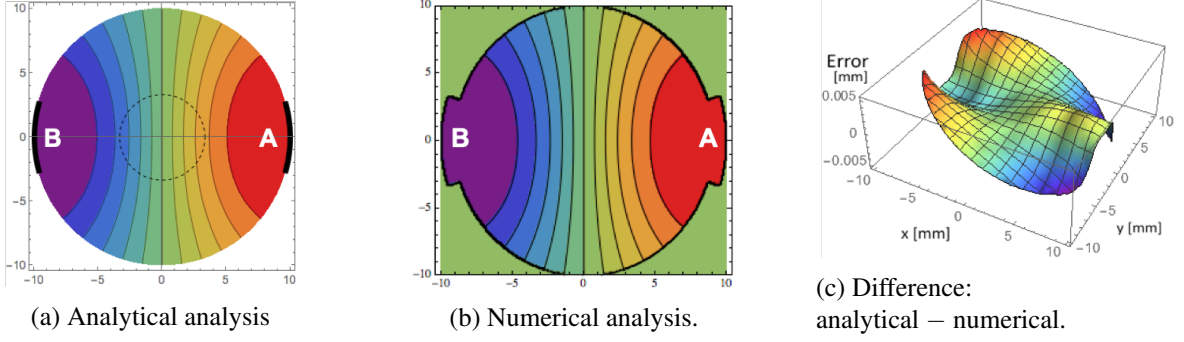 10
5
0
−5
−10
−10
−5
0
5
10
B
A
(a) Analytical analysis
10
5
0
-5
-10
-10
-5
0
5
10
B
A
(b) Numerical analysis.
Error
[mm]
0.005
0
−0.005
−10
−5
0
5
10
x [mm]
−10
−5
0
5
10
y [mm]
(c) Difference:
analytical − numerical.